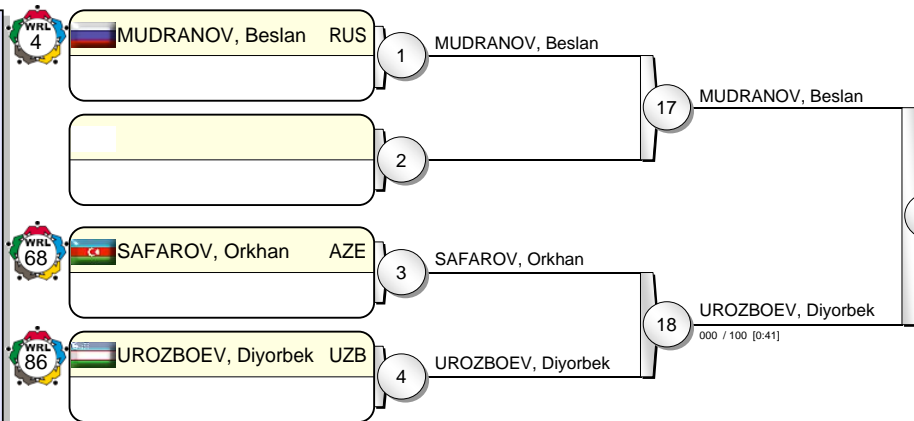 WRL
4
MUDRANOV, Beslan RUS
1
MUDRANOV, Beslan
17
MUDRANOV, Beslan
2
WRL
68
SAFAROV, Orkhan AZE
3
SAFAROV, Orkhan
18
UROZBOEV, Diyorbek
000 / 100 [0:41]
WRL
86
UROZBOEV, Diyorbek UZB
4
UROZBOEV, Diyorbek